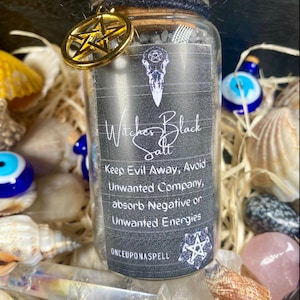 Witches Black
Salt
Keep Evil Away, Avoid
Unwanted Company,
absorb Negative or
Unwanted Energies
ONCEUPONASPELL